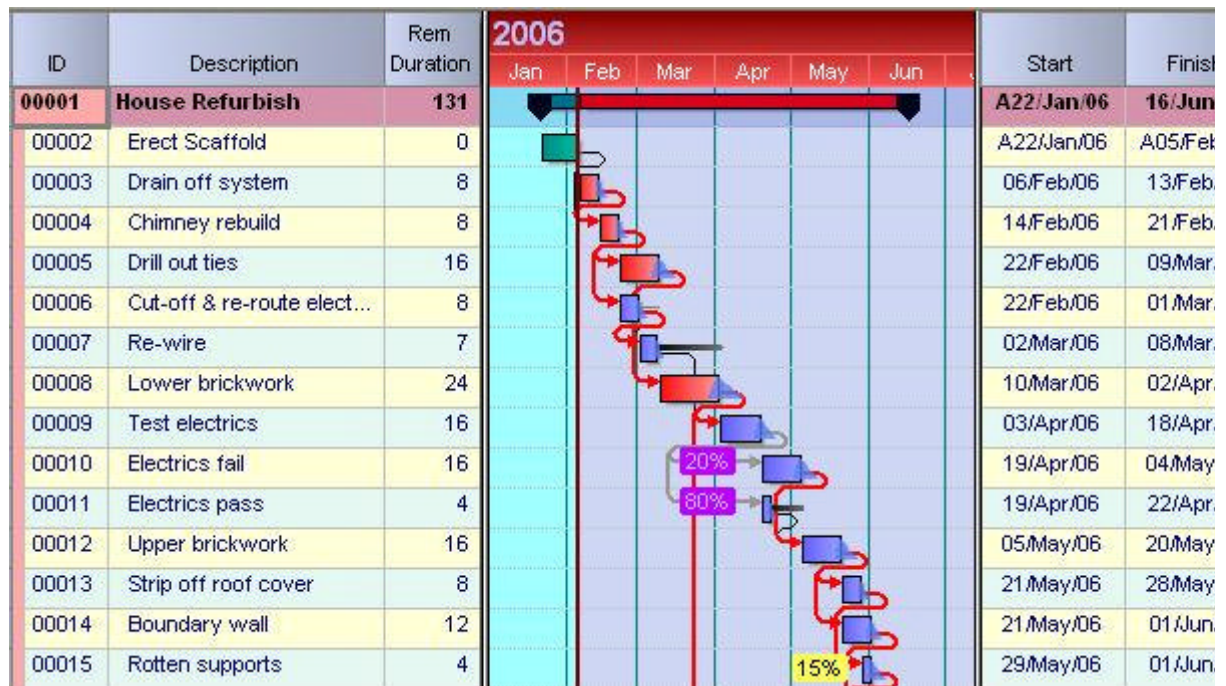 ID Description Rem Duration 2006 Start Finish
Jan Feb Mar Apr May Jun
00001 House Refurbish 131 A22/Jan/06 16/Jun
00002 Erect Scaffold 0 A22/Jan/06 A05/Feb
00003 Drain off system 8 06/Feb/06 13/Feb
00004 Chimney rebuild 8 14/Feb/06 21/Feb
00005 Drill out ties 16 22/Feb/06 09/Mar
00006 Cut-off & re-route elect... 8 22/Feb/06 01/Mar
00007 Re-wire 7 02/Mar/06 08/Mar
00008 Lower brickwork 24 10/Mar/06 02/Apr
00009 Test electrics 16 03/Apr/06 18/Apr
00010 Electrics fail 16 20% 19/Apr/06 04/May
00011 Electrics pass 4 80% 19/Apr/06 22/Apr
00012 Upper brickwork 16 05/May/06 20/May
00013 Strip off roof cover 8 21/May/06 28/May
00014 Boundary wall 12 21/May/06 01/Jun
00015 Rotten supports 4 15% 29/May/06 01/Jun